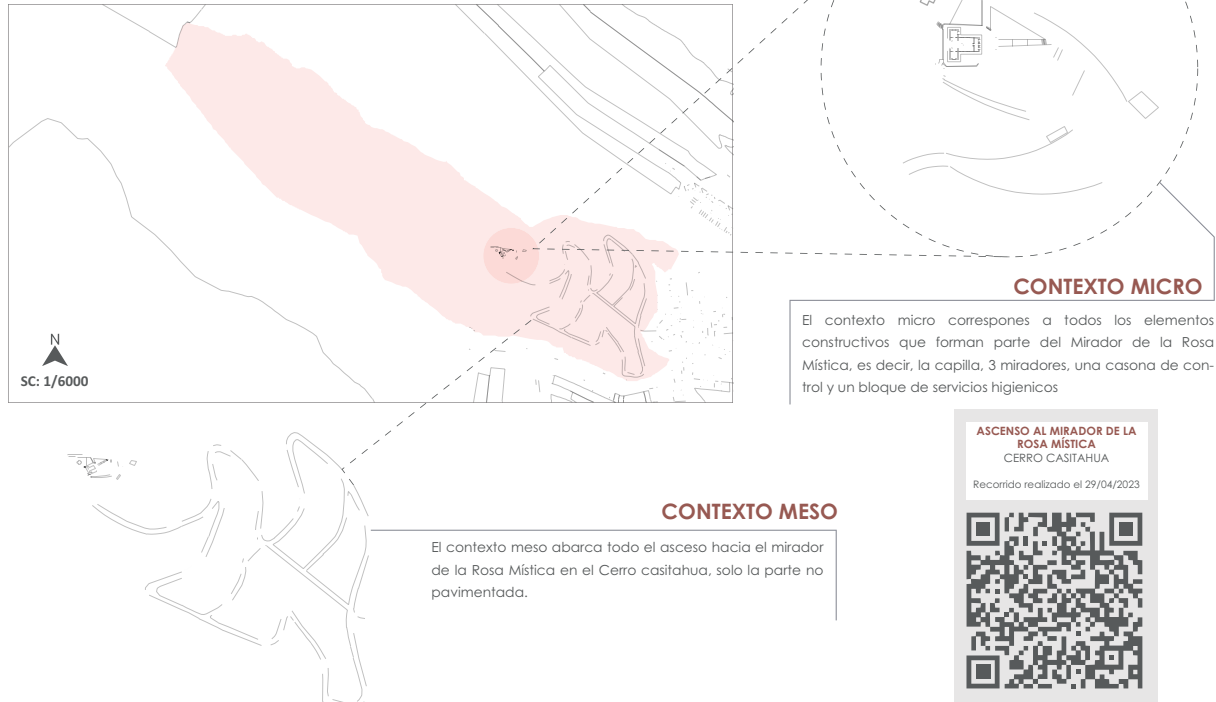 N
SC: 1/6000
CONTEXTO MICRO
El contexto micro correspones a todos los elementos
constructivos que forman parte del Mirador de la Rosa
Mística, es decir, la capilla, 3 miradores, una casona de con-
trol y un bloque de servicios higienicos
ASCENSO AL MIRADOR DE LA
ROSA MÍSTICA
CERRO CASITAHUA
Recorrido realizado el 29/04/2023
CONTEXTO MESO
El contexto meso abarca todo el asceso hacia el mirador
de la Rosa Mística en el Cerro casitahua, solo la parte no
pavimentada.